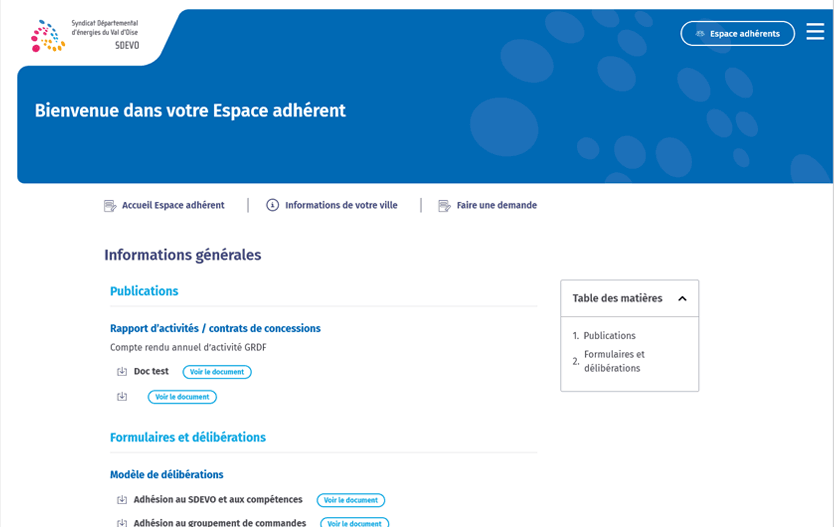 Syndicat Départemental
d'énergies du Val d'Oise
SDEVO
Espace adhérents
Bienvenue dans votre Espace adhérent
Accueil Espace adhérent
Informations de votre ville
Faire une demande
Informations générales
Publications
Rapport d'activités / contrats de concessions
Compte rendu annuel d'activité GRDF
Doc test Voir le document
Voir le document
Table des matières
1. Publications
2. Formulaires et
délibérations
Formulaires et délibérations
Modèle de délibérations
Adhésion au SDEVO et aux compétences Voir le document
Adhésion au groupement de commandes Voir le document